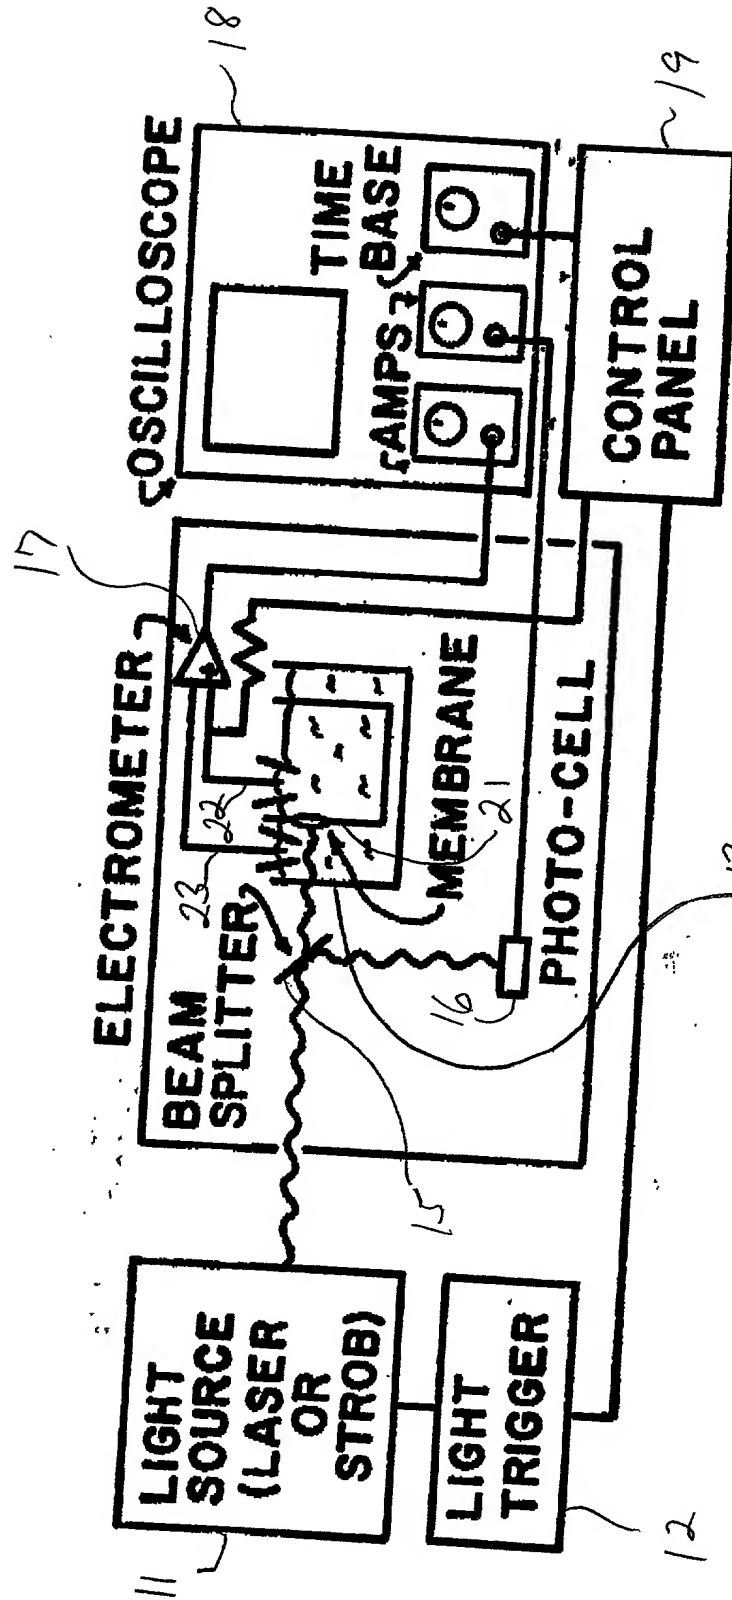 18
OSCILLOSCOPE
TIME
BASE
AMPS
19
CONTROL
PANEL
17
ELECTROMETER
22
23
BEAM
SPLITTER
MEMBRANE
21
PHOTO-CELL
16
15
LIGHT
SOURCE
(LASER
OR
STROB)
11
LIGHT
TRIGGER
12